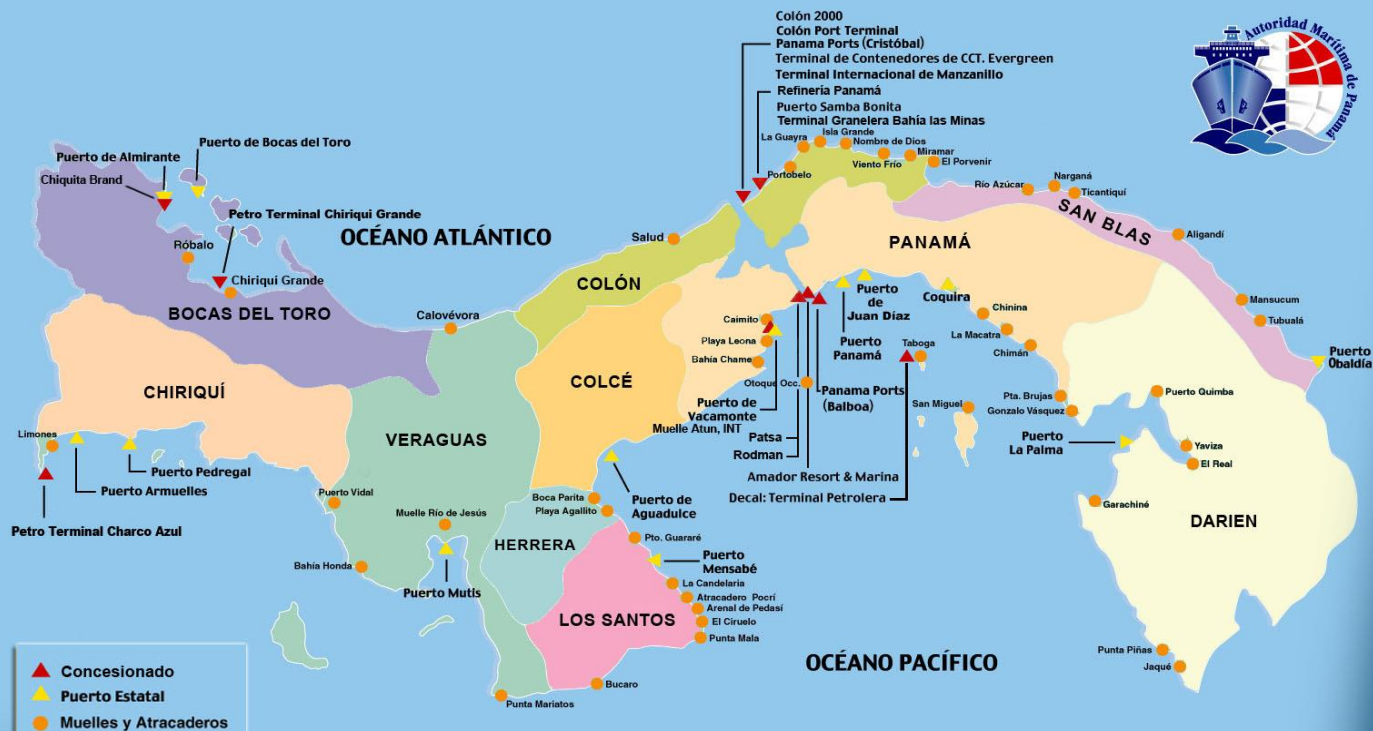 Colón 2000
Colón Port Terminal
Panama Ports (Cristóbal)
Terminal de Contenedores de CCT. Evergreen
Terminal Internacional de Manzanillo
Refinería Panamá
Puerto Samba Bonita
Terminal Granelera Bahía las Minas
Autoridad Marítima de Panamá
Puerto de Almirante
Chiquita Brand
Puerto de Bocas del Toro
Petro Terminal Chiriqui Grande
OCÉANO ATLÁNTICO
Róbalo
Chiriquí Grande
BOCAS DEL TORO
Calovévora
Salud
COLÓN
La Guayra
Isla Grande
Nombre de Dios
Viento Frío
Miramar
El Porvenir
Portobelo
Río Azúcar
Narganá
Ticantiquí
SAN BLAS
Aligandí
Mansucum
Tubualá
Puerto
Obaldía
PANAMÁ
Coquira
Puerto
de
Juan Díaz
Puerto
Panamá
Chinina
La Macatra
Chimán
Taboga
San Miguel
Pta. Brujas
Gonzalo Vásquez
Puerto Quimba
Puerto
La Palma
Yaviza
El Real
Garachiné
DARIEN
Punta Piñas
Jaqué
Caimito
Playa Leona
Bahía Chame
Otoque Occ.
Puerto de
Vacamonte
Muelle Atun, INT
Panama Ports
(Balboa)
Patsa
Rodman
Amador Resort & Marina
Decal: Terminal Petrolera
COLCÉ
CHIRIQUÍ
VERAGUAS
Limones
Puerto Pedregal
Puerto Armuelles
Petro Terminal Charco Azul
Puerto Vidal
Bahía Honda
Muelle Río de Jesús
Puerto Mutis
HERRERA
Boca Parita
Playa Agallito
Puerto de
Aguadulce
Pto. Guararé
Puerto
Mensabé
La Candelaria
Atracadero Pocrí
Arenal de Pedasí
El Ciruelo
Punta Mala
LOS SANTOS
Bucaro
Punta Mariatos
OCÉANO PACÍFICO
Concesionado
Puerto Estatal
Muelles y Atracaderos